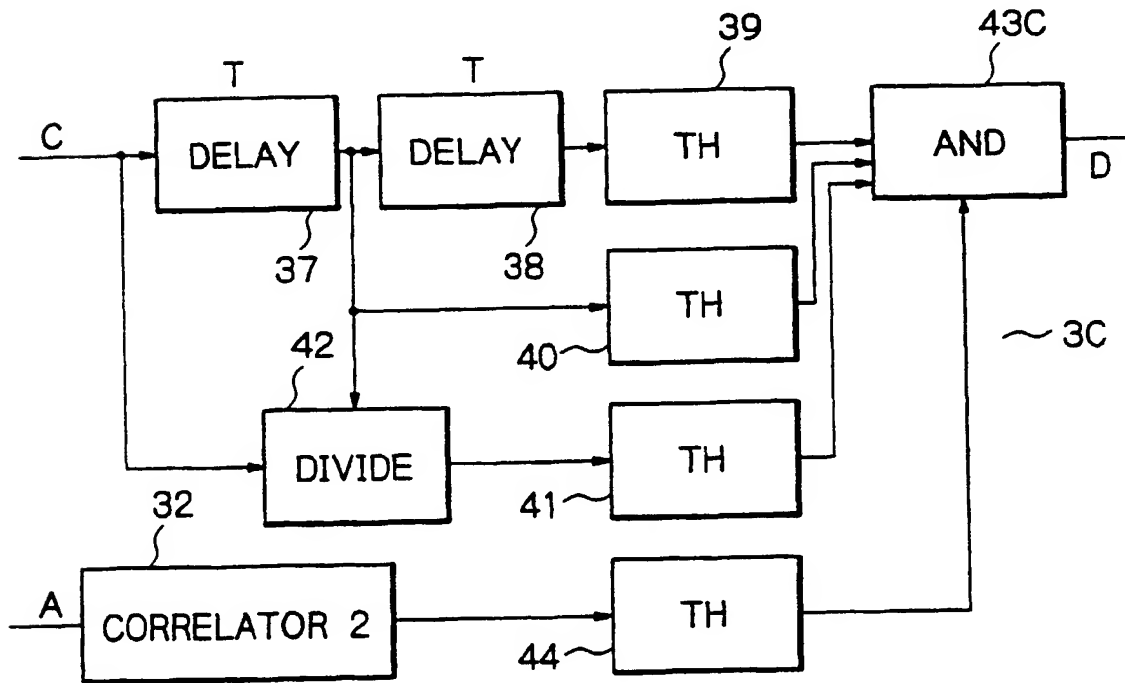 39
43C
T
T
C
DELAY
DELAY
TH
AND
D
37
38
TH
3C
42
40
DIVIDE
TH
32
41
A
CORRELATOR 2
TH
44